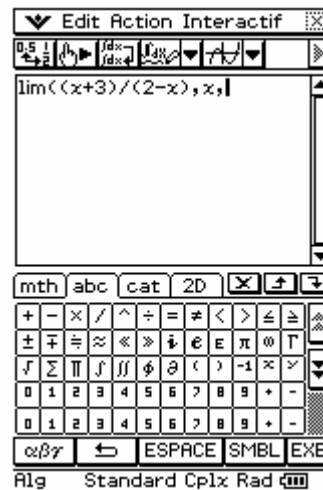 Edit Action Interactif
lim((x+3)/(2-x),x,
mth abc cat 2D
+ - × / ^ ÷ = ≠ < > ≤ ≥
± ∓ ≑ ≈ « » i e E π ∞ Γ
√ Σ Π ∫ ∬ ϕ ∂ ( ) -1
0 1 2 3 4 5 6 7 8 9 + -
0 1 2 3 4 5 6 7 8 9 + -
αβγ ESPACE SMBL EXE
Alg Standard Cplx Rad